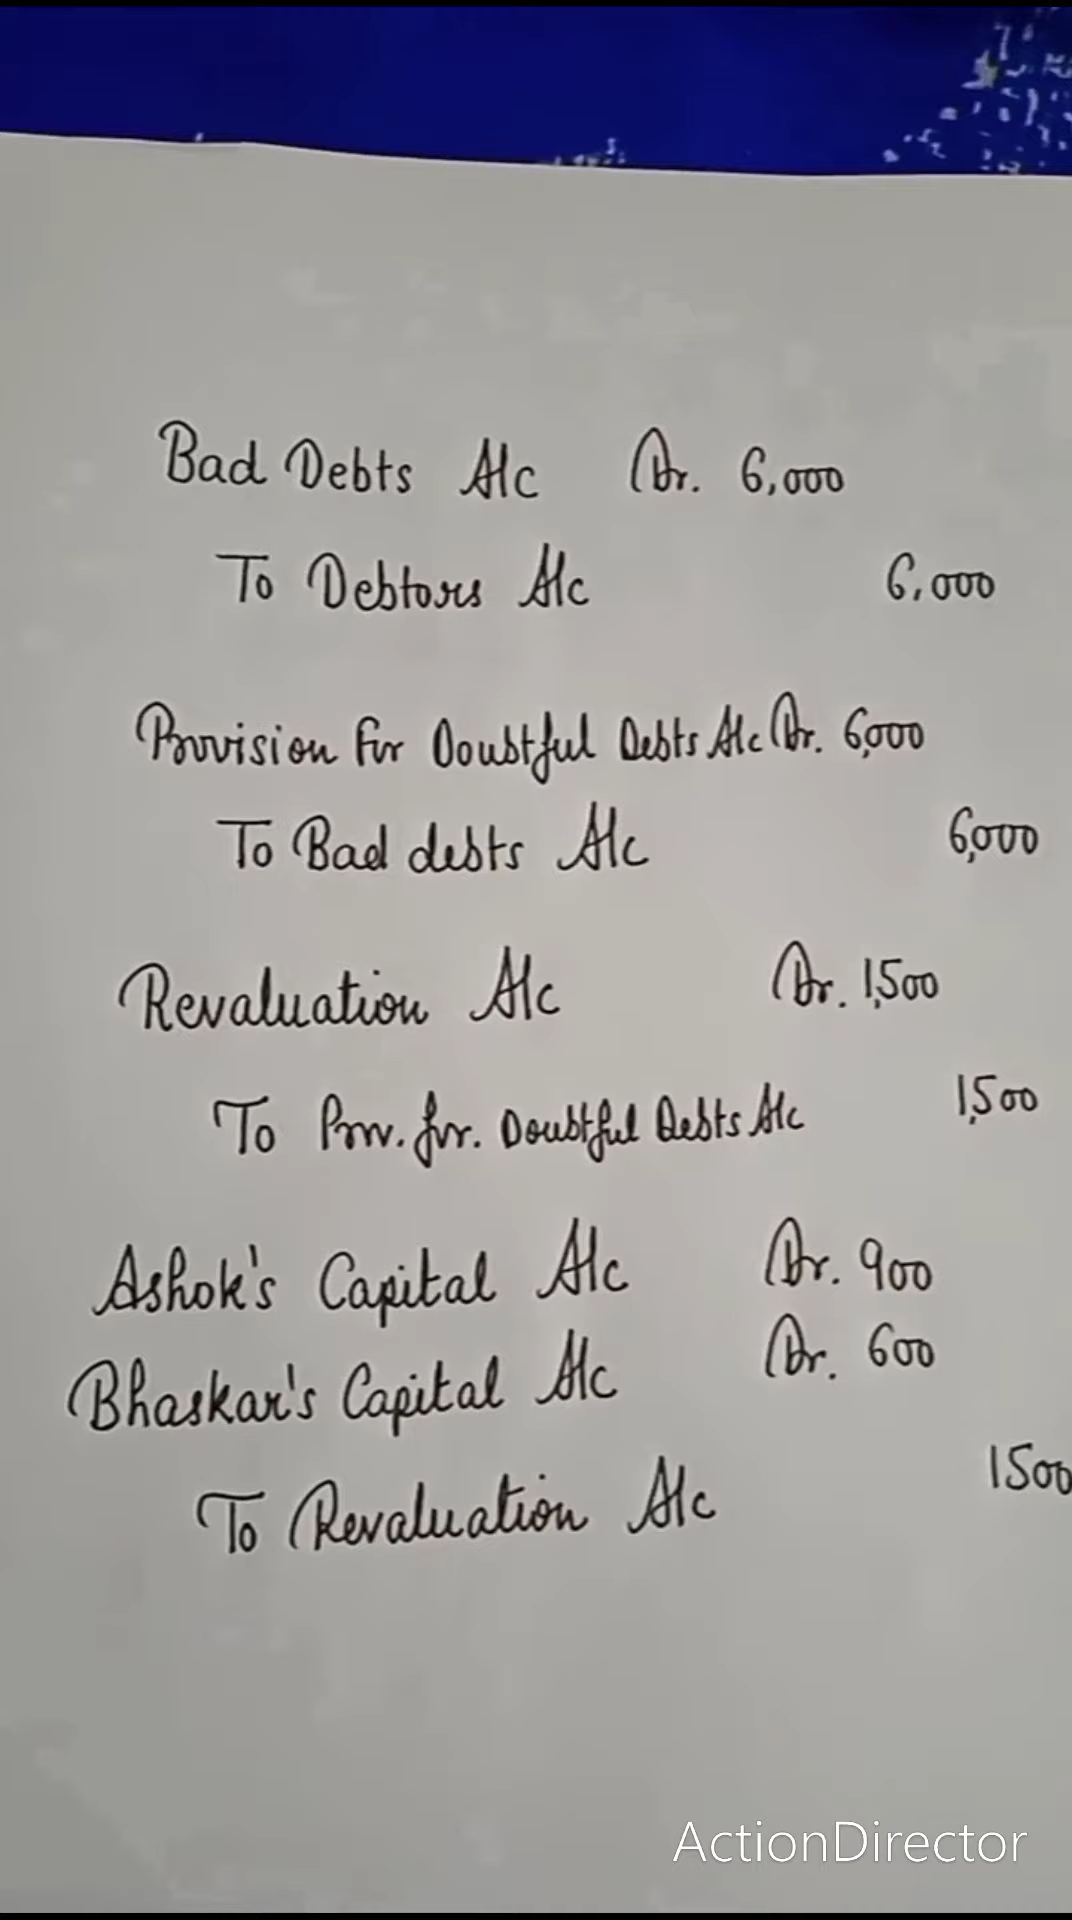 Bad Debts A/c Dr. 6,000
To Debtors A/c 6,000
Provision for Doubtful Debts A/c Dr. 6,000
To Bad debts A/c 6,000
Revaluation A/c Dr. 1,500
To Prov. for. Doubtful Debts A/c 1,500
Ashok's Capital A/c Dr. 900
Bhaskar's Capital A/c Dr. 600
To Revaluation A/c 1500
ActionDirector